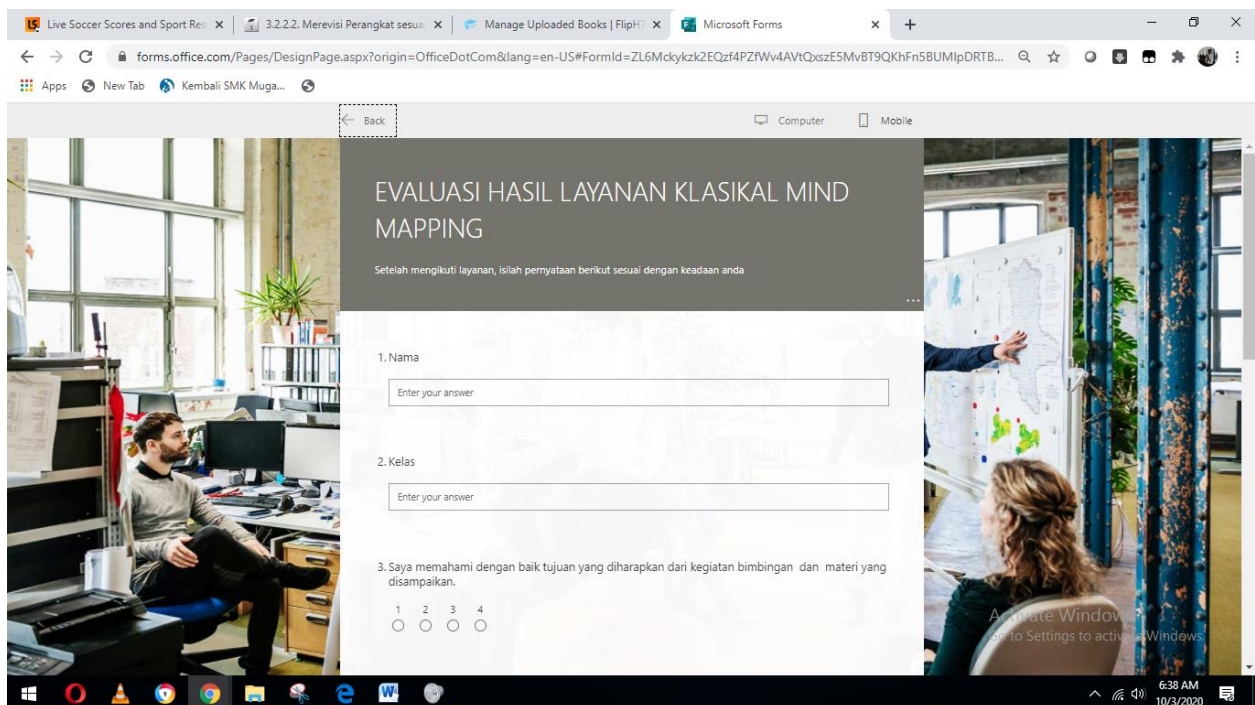 Live Soccer Scores and Sport Res
3.2.2.2. Merevisi Perangkat sesua
Manage Uploaded Books | FlipHT
Microsoft Forms
forms.office.com/Pages/DesignPage.aspx?origin=OfficeDotCom&lang=en-US#FormId=ZL6Mckykzk2EQzf4PZfWv4AVtQxszE5MvBT9QKhFn5BUMlpDRTB...
Apps
New Tab
Kembali SMK Muga...
Back
Computer
Mobile
EVALUASI HASIL LAYANAN KLASIKAL MIND
MAPPING
Setelah mengikuti layanan, isilah pernyataan berikut sesuai dengan keadaan anda
...
1. Nama
Enter your answer
2. Kelas
Enter your answer
3. Saya memahami dengan baik tujuan yang diharapkan dari kegiatan bimbingan dan materi yang
disampaikan.
1 2 3 4
Activate Windows
Go to Settings to activate Windows.
6:38 AM
10/3/2020